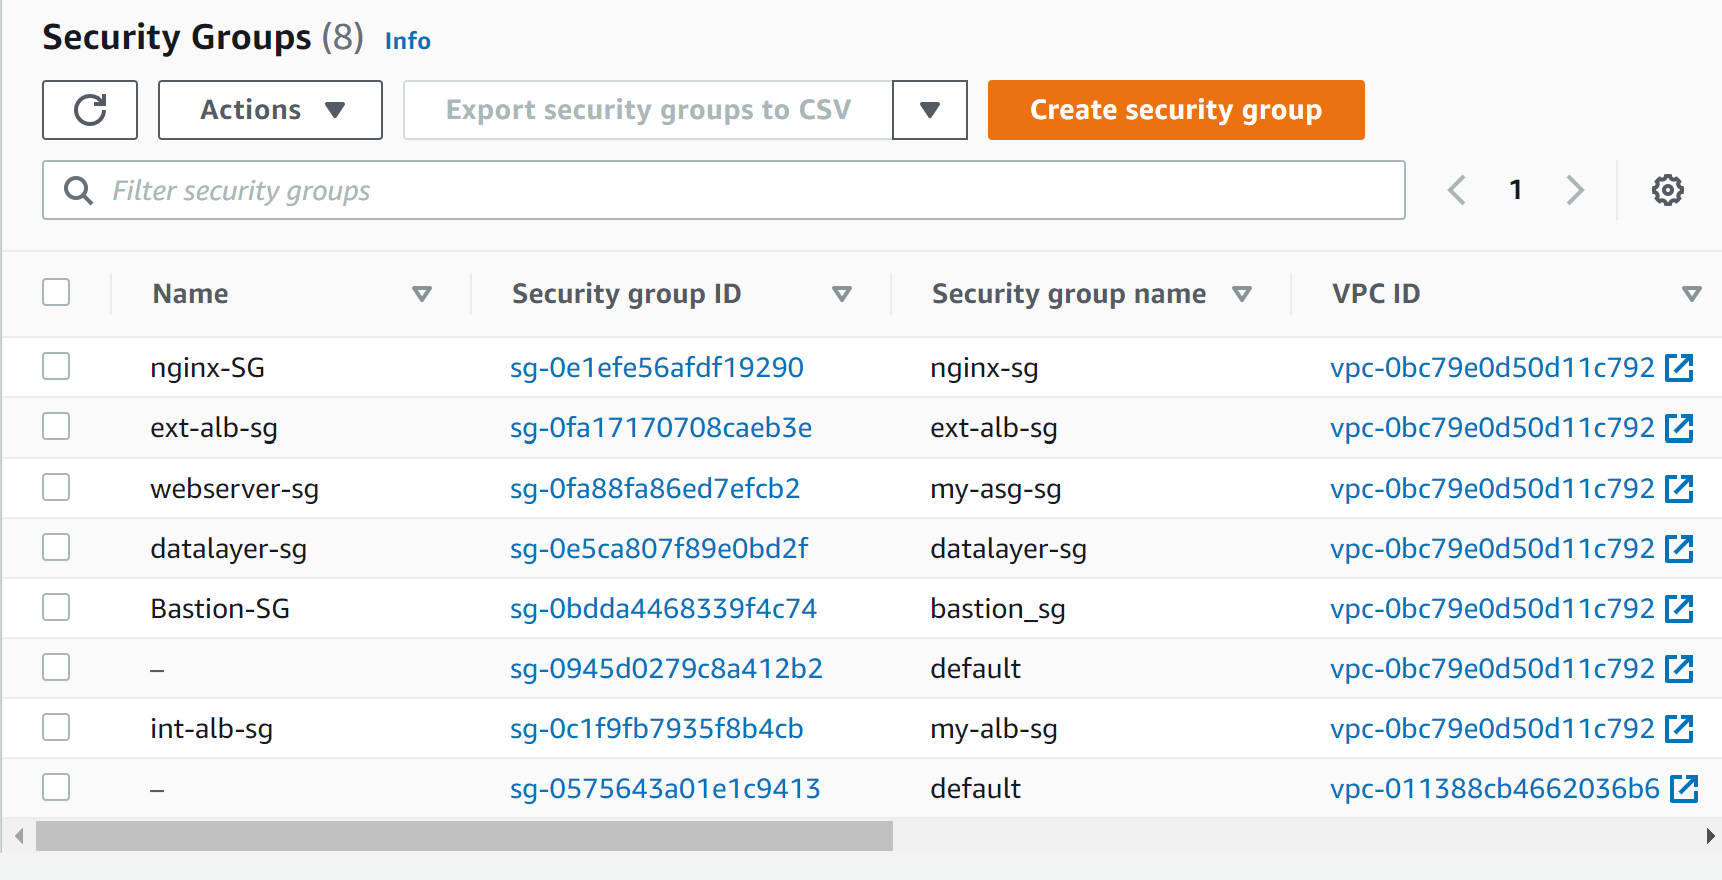 Security Groups (8) Info
Actions Export security groups to CSV Create security group
Filter security groups 1
Name Security group ID Security group name VPC ID
nginx-SG sg-0e1efe56afdf19290 nginx-sg vpc-0bc79e0d50d11c792
ext-alb-sg sg-0fa17170708caeb3e ext-alb-sg vpc-0bc79e0d50d11c792
webserver-sg sg-0fa88fa86ed7efcb2 my-asg-sg vpc-0bc79e0d50d11c792
datalayer-sg sg-0e5ca807f89e0bd2f datalayer-sg vpc-0bc79e0d50d11c792
Bastion-SG sg-0bdda4468339f4c74 bastion_sg vpc-0bc79e0d50d11c792
– sg-0945d0279c8a412b2 default vpc-0bc79e0d50d11c792
int-alb-sg sg-0c1f9fb7935f8b4cb my-alb-sg vpc-0bc79e0d50d11c792
– sg-0575643a01e1c9413 default vpc-011388cb4662036b6